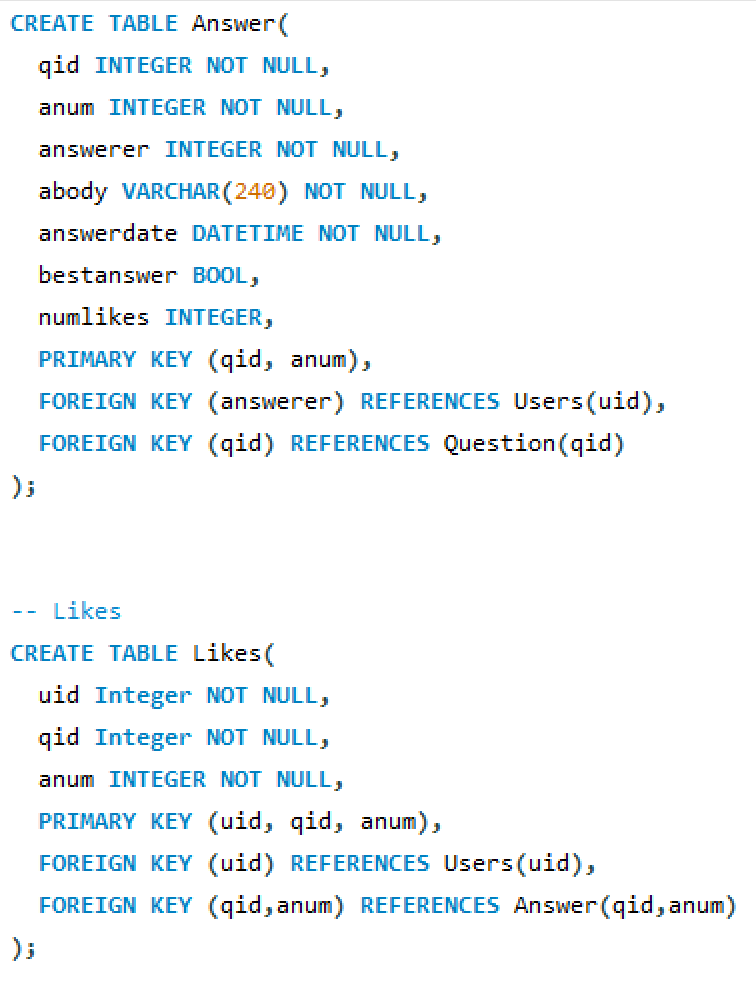 CREATE TABLE Answer(
  qid INTEGER NOT NULL,
  anum INTEGER NOT NULL,
  answerer INTEGER NOT NULL,
  abody VARCHAR(240) NOT NULL,
  answerdate DATETIME NOT NULL,
  bestanswer BOOL,
  numlikes INTEGER,
  PRIMARY KEY (qid, anum),
  FOREIGN KEY (answerer) REFERENCES Users(uid),
  FOREIGN KEY (qid) REFERENCES Question(qid)
);
-- Likes
CREATE TABLE Likes(
  uid Integer NOT NULL,
  qid Integer NOT NULL,
  anum INTEGER NOT NULL,
  PRIMARY KEY (uid, qid, anum),
  FOREIGN KEY (uid) REFERENCES Users(uid),
  FOREIGN KEY (qid,anum) REFERENCES Answer(qid,anum)
);